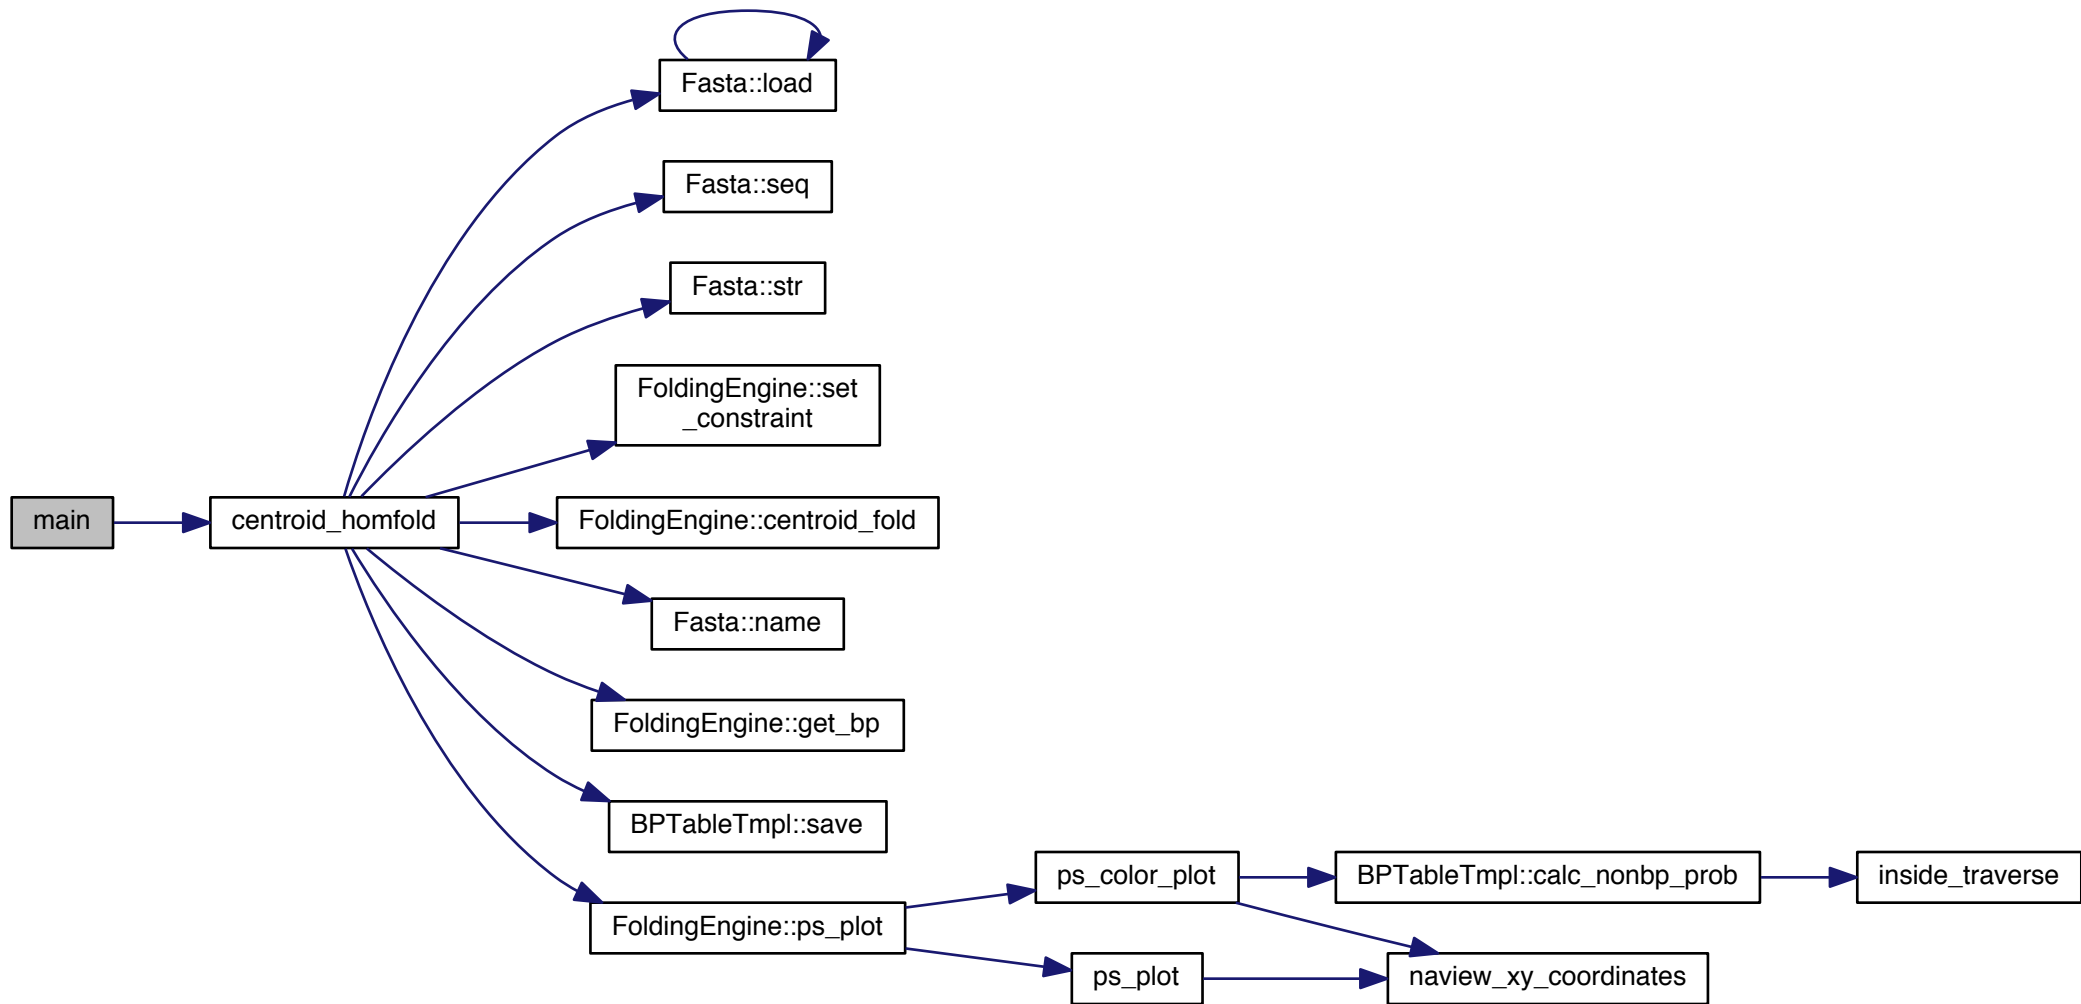 Fasta::load
Fasta::seq
Fasta::str
FoldingEngine::set
_constraint
main
centroid_homfold
FoldingEngine::centroid_fold
Fasta::name
FoldingEngine::get_bp
BPTableTmpl::save
ps_color_plot
BPTableTmpl::calc_nonbp_prob
inside_traverse
FoldingEngine::ps_plot
ps_plot
naview_xy_coordinates